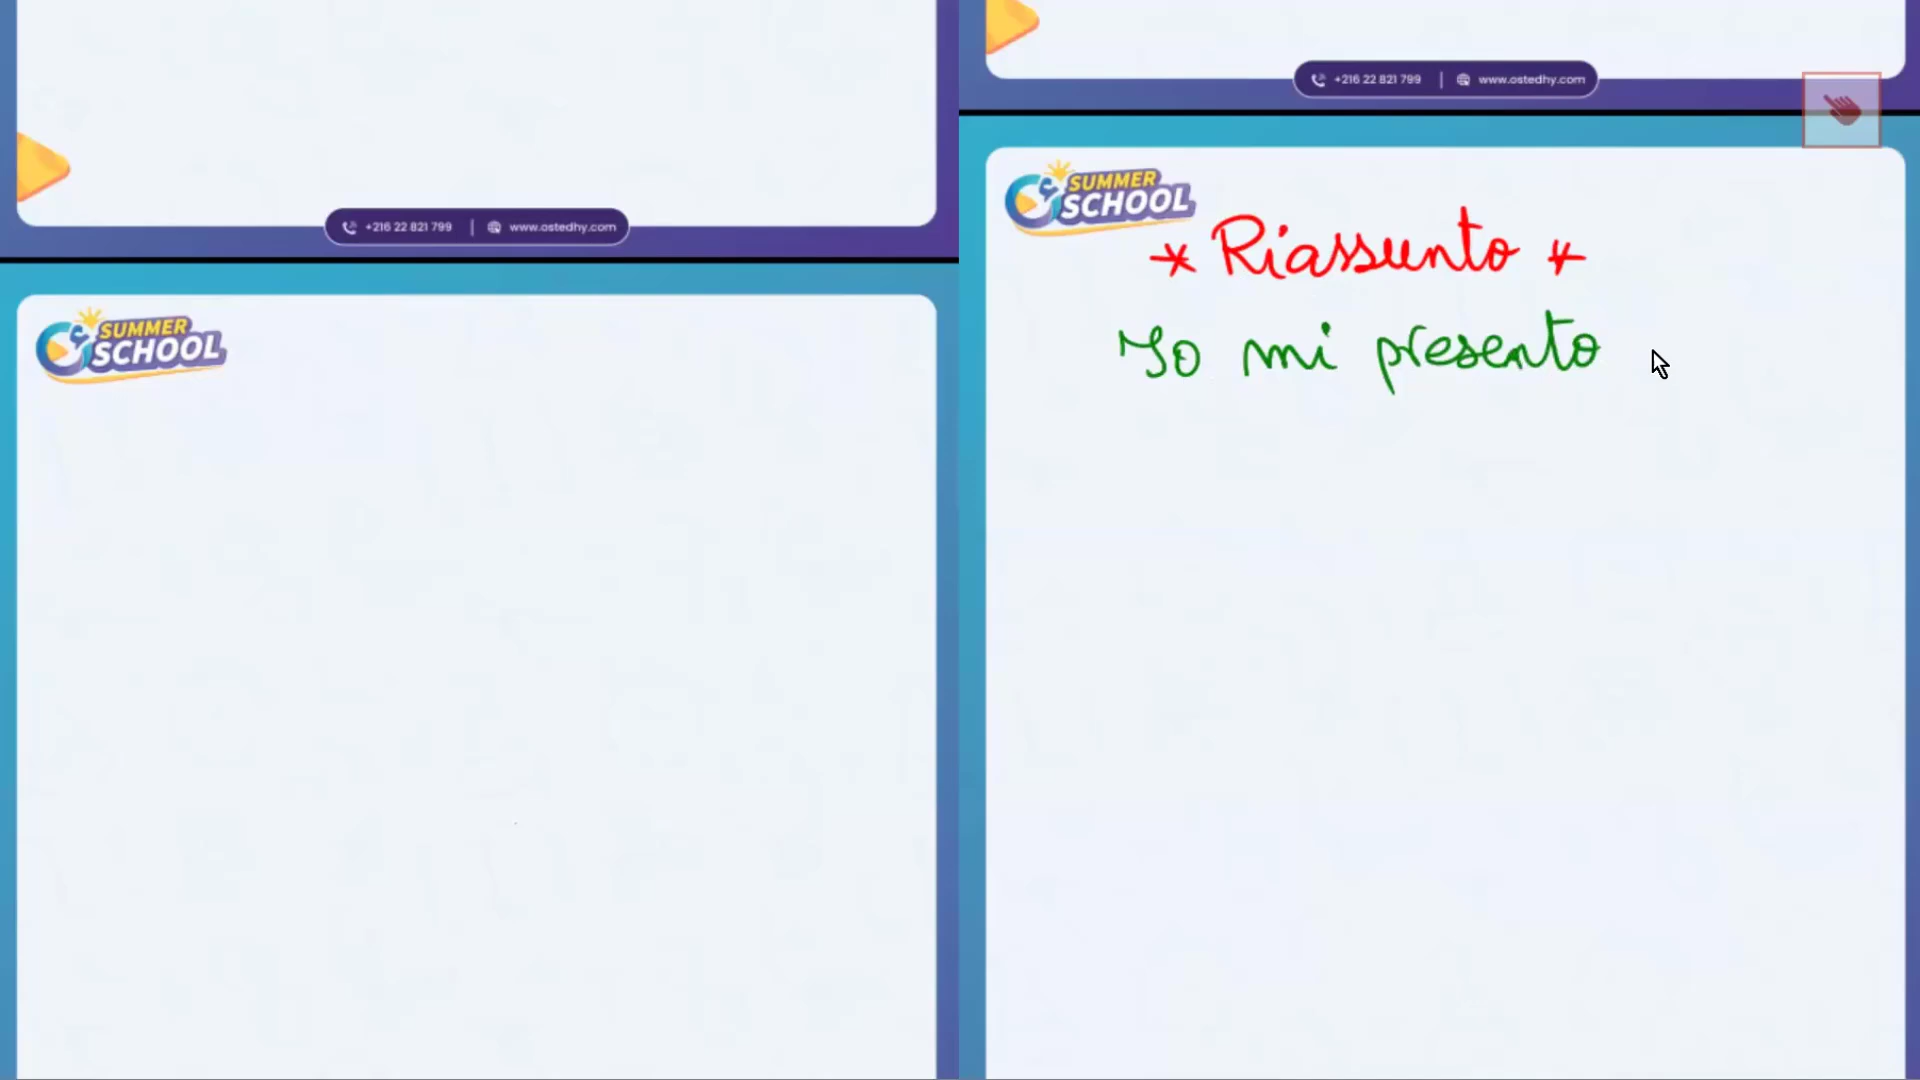 +216 22 821 799 | www.ostedhy.com
SUMMER
SCHOOL
+216 22 821 799 | www.ostedhy.com
SUMMER
SCHOOL
* Riassunto *
Io mi presento